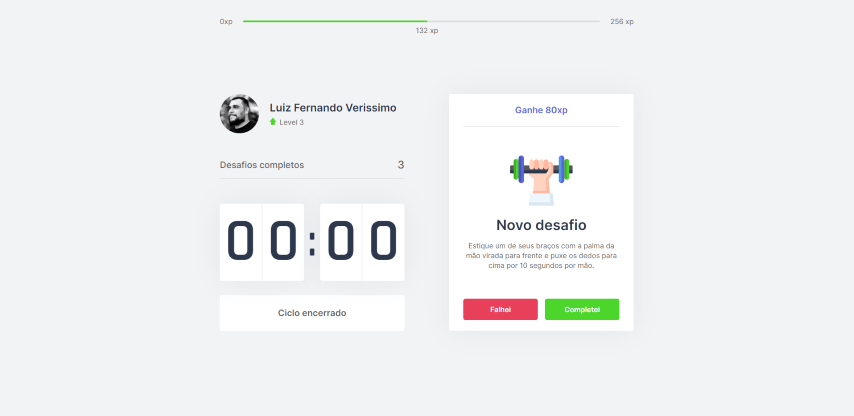 0xp
256 xp
132 xp
Luiz Fernando Verissimo
Level 3
Desafios completos
3
00:00
Ciclo encerrado
Ganhe 80xp
Novo desafio
Estique um de seus braços com a palma da
mão virada para frente e puxe os dedos para
cima por 10 segundos por mão.
Falhei
Completei